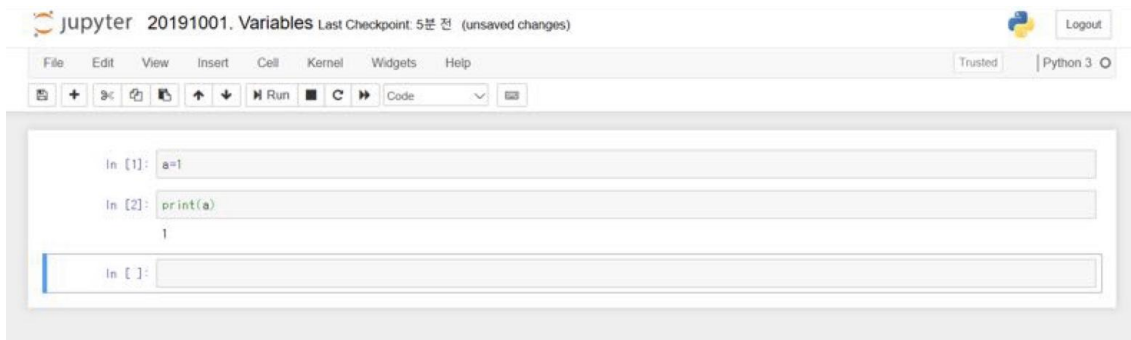 jupyter 20191001. Variables Last Checkpoint: 5분 전 (unsaved changes) Logout
File Edit View Insert Cell Kernel Widgets Help Trusted Python 3
Run Code
In [1]: a=1
In [2]: print(a)
1
In [ ]: